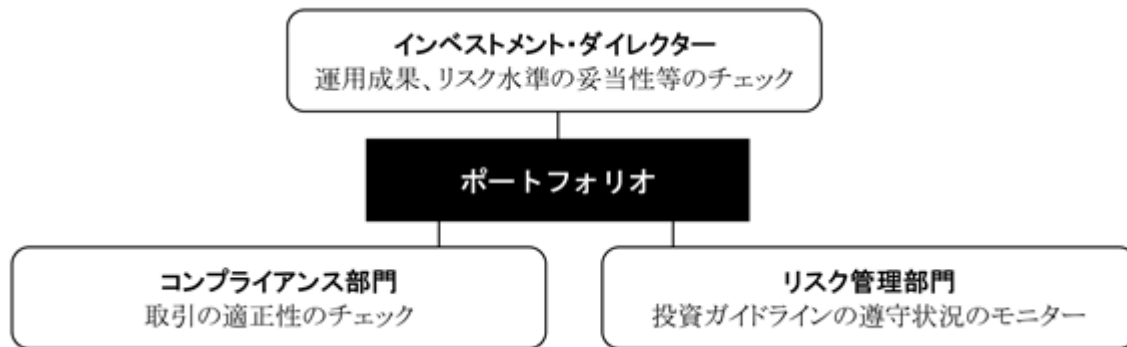 インベストメント・ダイレクター
運用成果、リスク水準の妥当性等のチェック
ポートフォリオ
コンプライアンス部門
取引の適正性のチェック
リスク管理部門
投資ガイドラインの遵守状況のモニター